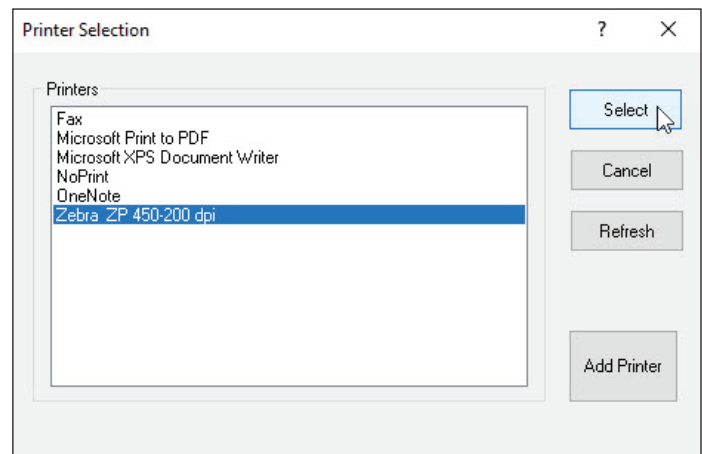 Printer Selection
?
Printers
Fax
Microsoft Print to PDF
Microsoft XPS Document Writer
NoPrint
OneNote
Zebra ZP 450-200 dpi
Select
Cancel
Refresh
Add Printer